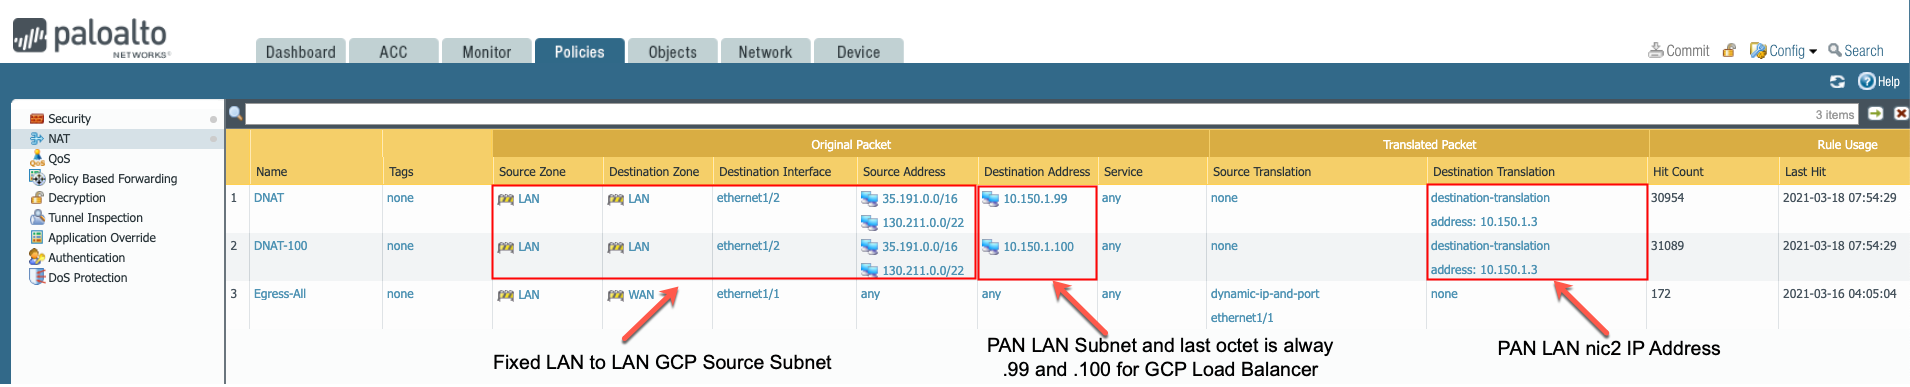 paloalto
NETWORKS®
Dashboard ACC Monitor Policies Objects Network Device
Commit Config Search
Help
3 items
Security
NAT
QoS
Policy Based Forwarding
Decryption
Tunnel Inspection
Application Override
Authentication
DoS Protection
Original Packet Translated Packet Rule Usage
Name Tags Source Zone Destination Zone Destination Interface Source Address Destination Address Service Source Translation Destination Translation Hit Count Last Hit
1 DNAT none LAN LAN ethernet1/2 35.191.0.0/16 10.150.1.99 any none destination-translation 30954 2021-03-18 07:54:29
130.211.0.0/22 address: 10.150.1.3
2 DNAT-100 none LAN LAN ethernet1/2 35.191.0.0/16 10.150.1.100 any none destination-translation 31089 2021-03-18 07:54:29
130.211.0.0/22 address: 10.150.1.3
3 Egress-All none LAN WAN ethernet1/1 any any any dynamic-ip-and-port none 172 2021-03-16 04:05:04
ethernet1/1
Fixed LAN to LAN GCP Source Subnet
PAN LAN Subnet and last octet is alway
.99 and .100 for GCP Load Balancer
PAN LAN nic2 IP Address